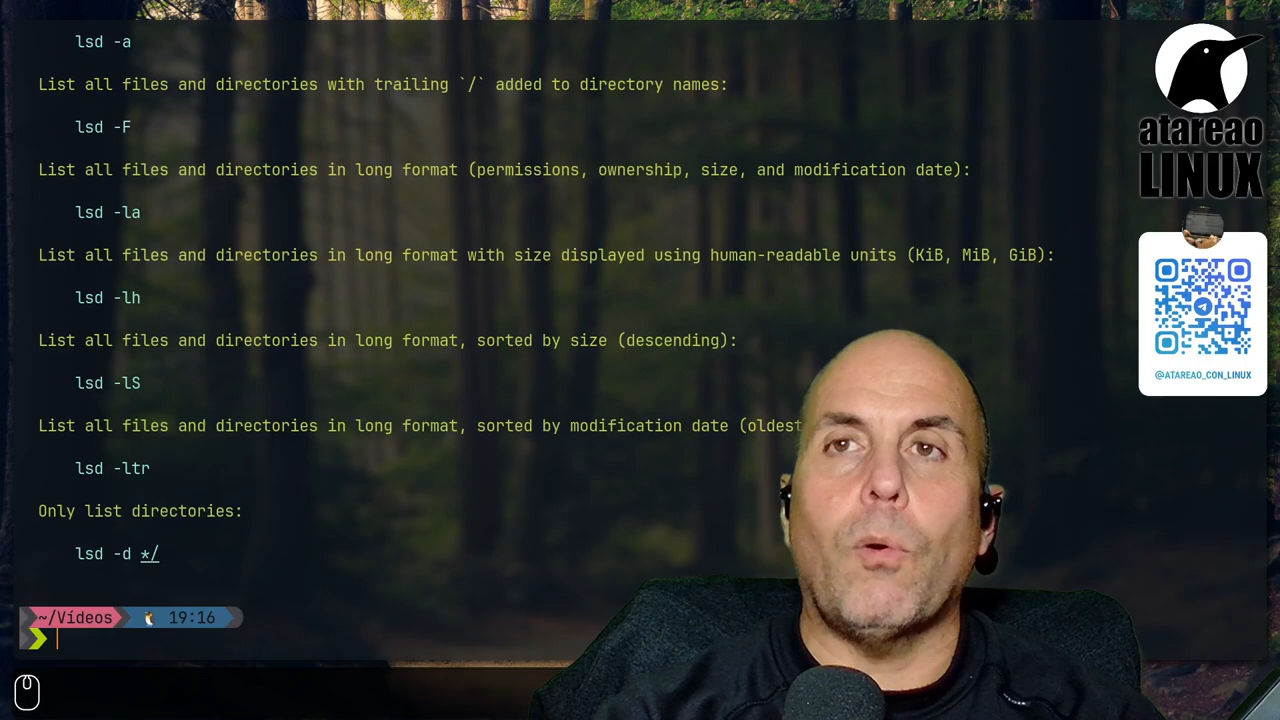 lsd -a
List all files and directories with trailing `/` added to directory names:
lsd -F
List all files and directories in long format (permissions, ownership, size, and modification date):
lsd -la
List all files and directories in long format with size displayed using human-readable units (KiB, MiB, GiB):
lsd -lh
List all files and directories in long format, sorted by size (descending):
lsd -lS
List all files and directories in long format, sorted by modification date (oldest
lsd -ltr
Only list directories:
lsd -d */
~/Vídeos 19:16
atareao
LINUX
@ATAREAO_CON_LINUX